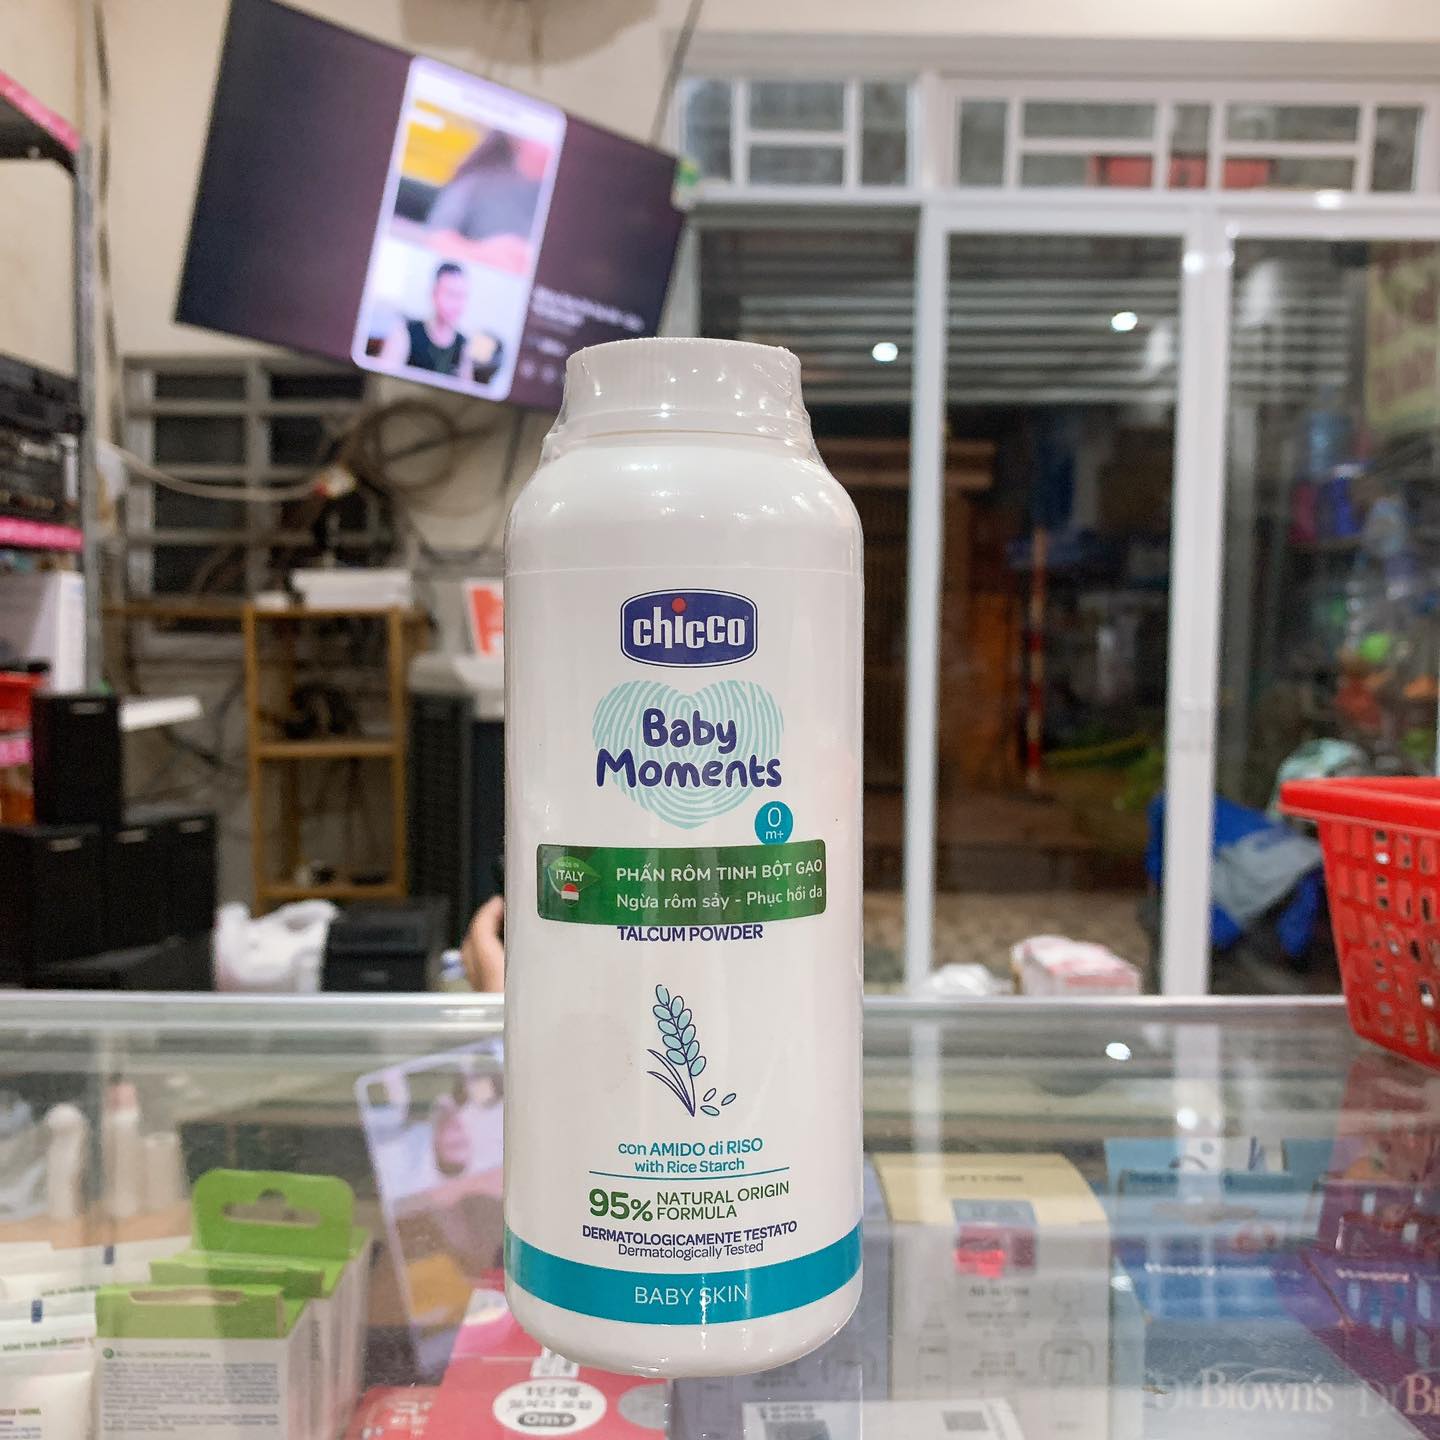 chicco
Baby
Moments
0
m+
MADE IN
ITALY
PHẤN RÔM TINH BỘT GẠO
Ngừa rôm sảy - Phục hồi da
TALCUM POWDER
con AMIDO di RISO
with Rice Starch
95% NATURAL ORIGIN
FORMULA
DERMATOLOGICAMENTE TESTATO
Dermatologically Tested
BABY SKIN
0m+
Dr Brown's